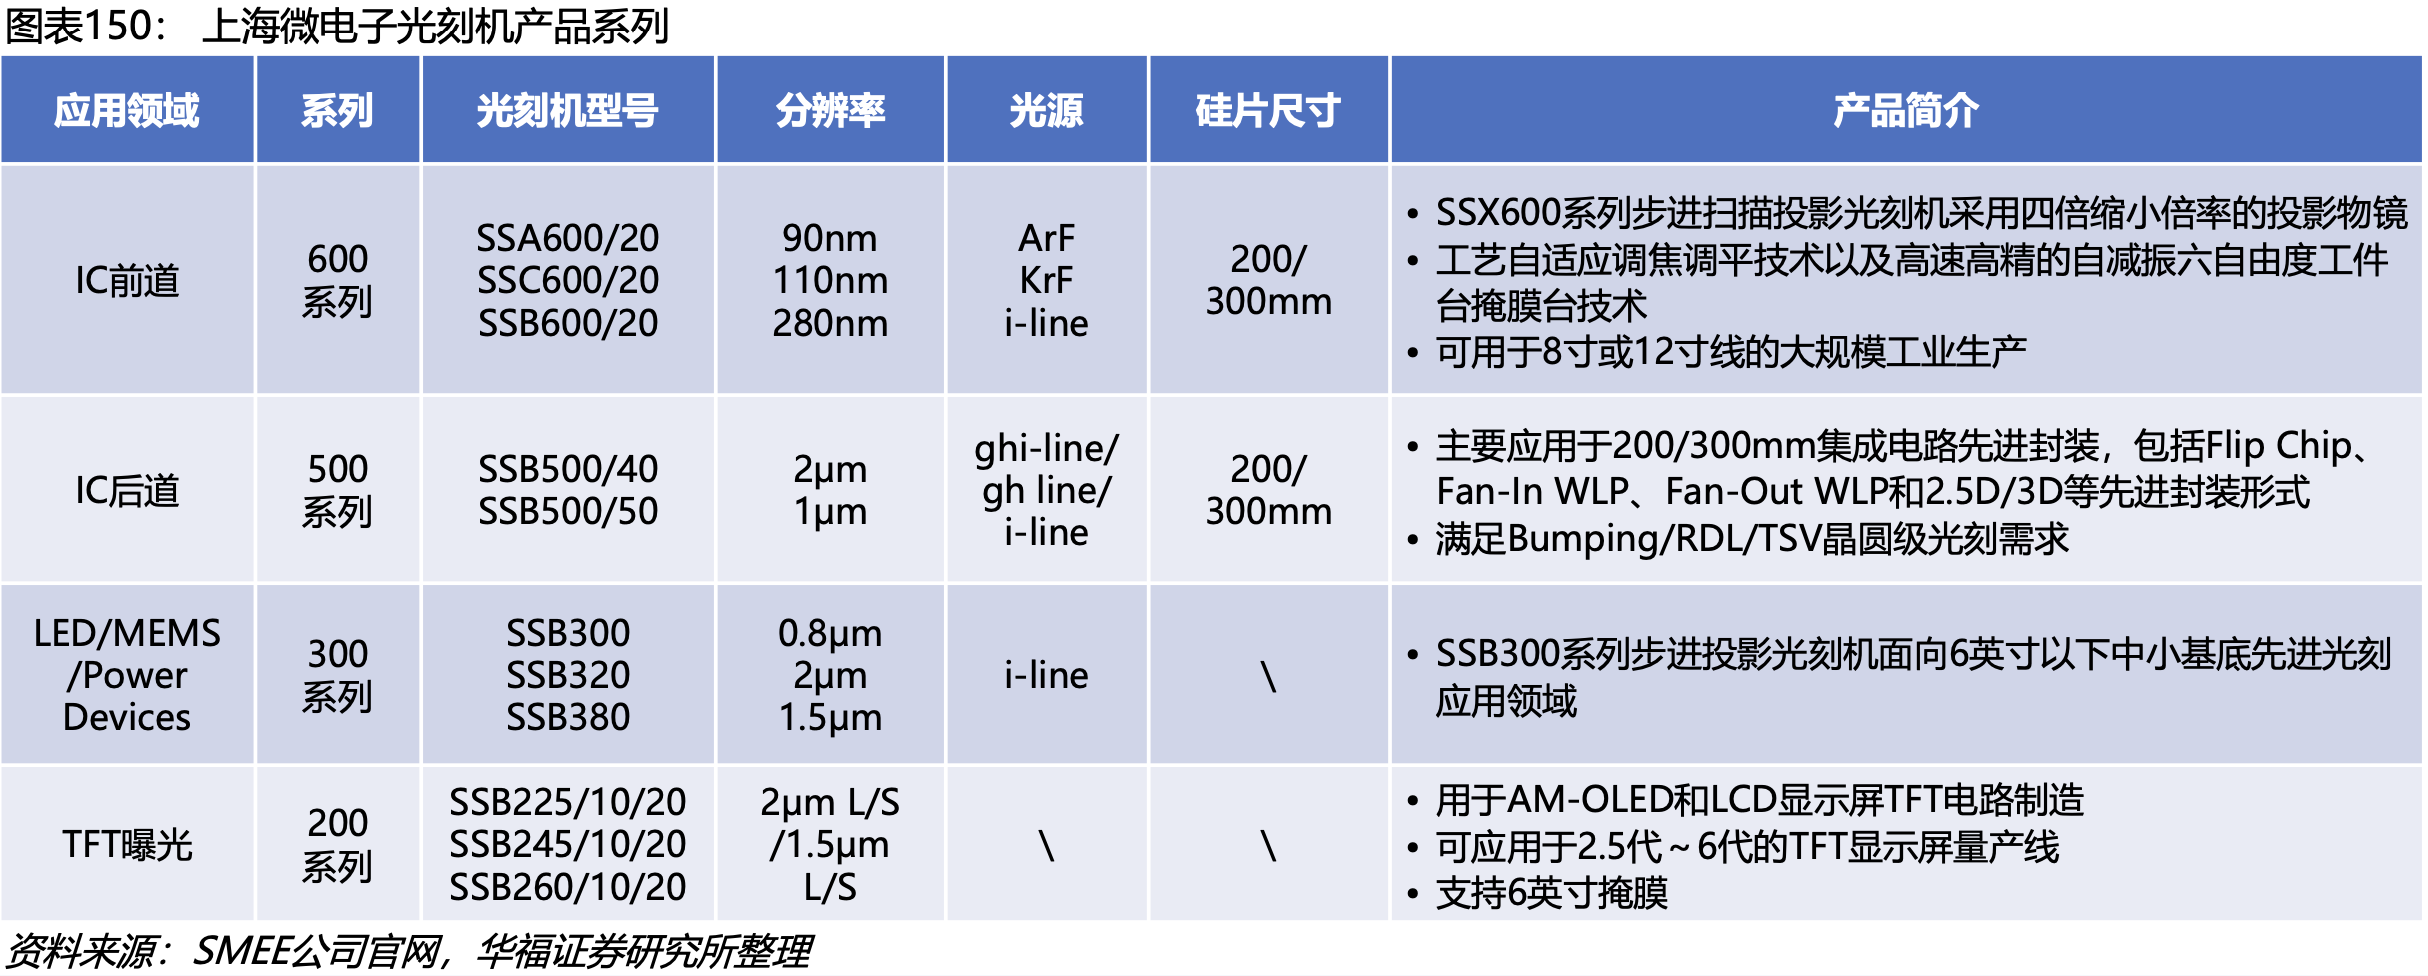 图表150： 上海微电子光刻机产品系列
应用领域
系列
光刻机型号
分辨率
光源
硅片尺寸
产品简介
IC前道
600
系列
SSA600/20
SSC600/20
SSB600/20
90nm
110nm
280nm
ArF
KrF
i-line
200/
300mm
• SSX600系列步进扫描投影光刻机采用四倍缩小倍率的投影物镜
• 工艺自适应调焦调平技术以及高速高精的自减振六自由度工件
台掩膜台技术
• 可用于8寸或12寸线的大规模工业生产
IC后道
500
系列
SSB500/40
SSB500/50
2μm
1μm
ghi-line/
gh line/
i-line
200/
300mm
• 主要应用于200/300mm集成电路先进封装，包括Flip Chip、
Fan-In WLP、Fan-Out WLP和2.5D/3D等先进封装形式
• 满足Bumping/RDL/TSV晶圆级光刻需求
LED/MEMS
/Power
Devices
300
系列
SSB300
SSB320
SSB380
0.8μm
2μm
1.5μm
i-line
\
• SSB300系列步进投影光刻机面向6英寸以下中小基底先进光刻
应用领域
TFT曝光
200
系列
SSB225/10/20
SSB245/10/20
SSB260/10/20
2μm L/S
/1.5μm
L/S
\
\
• 用于AM-OLED和LCD显示屏TFT电路制造
• 可应用于2.5代～6代的TFT显示屏量产线
• 支持6英寸掩膜
资料来源：SMEE公司官网，华福证券研究所整理